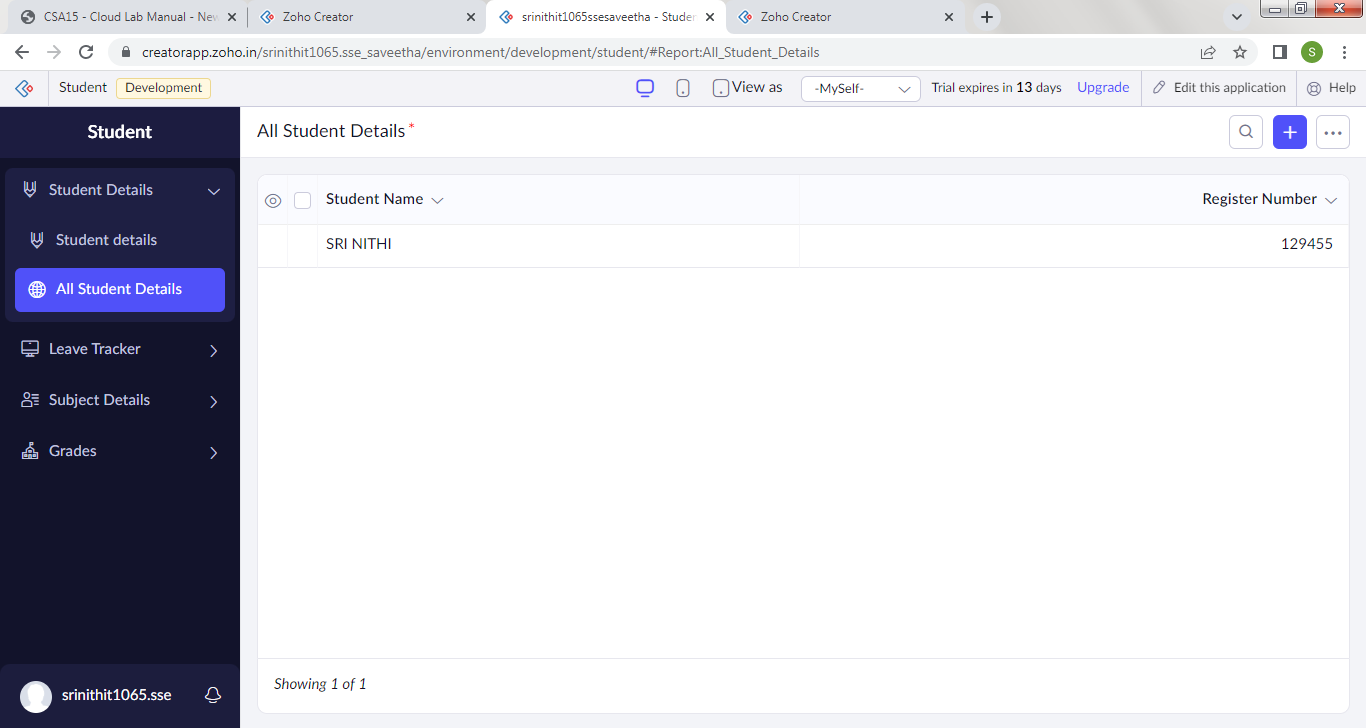 CSA15 - Cloud Lab Manual - New
Zoho Creator
srinithit1065ssesaveetha - Studen
Zoho Creator
creatorapp.zoho.in/srinithit1065.sse_saveetha/environment/development/student/#Report:All_Student_Details
S
Student Development View as -MySelf- Trial expires in 13 days Upgrade Edit this application Help
Student
All Student Details *
Student Details
Student details
All Student Details
Leave Tracker
Subject Details
Grades
srinithit1065.sse
Student Name Register Number
SRI NITHI 129455
Showing 1 of 1